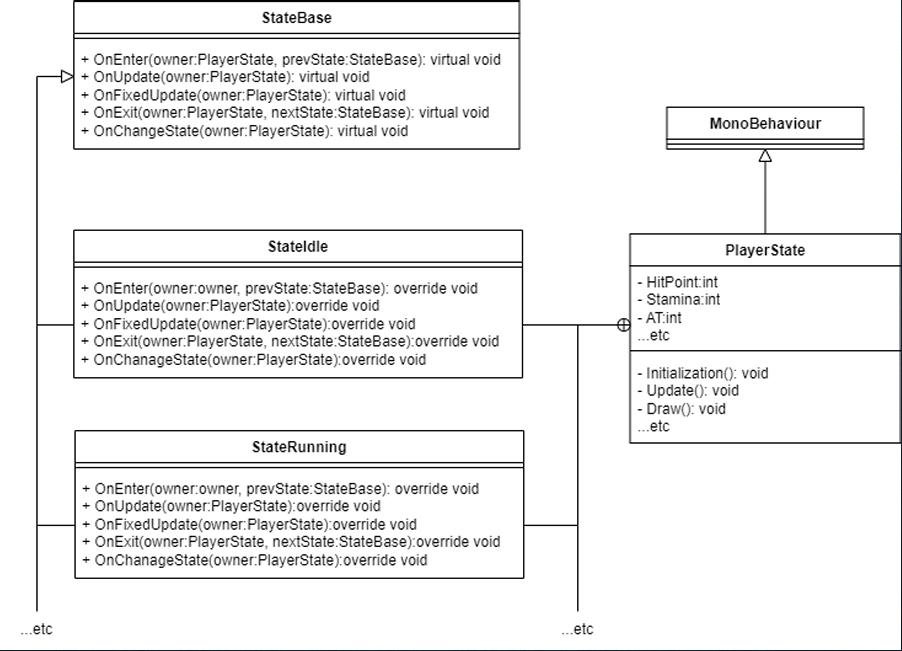 StateBase
+ OnEnter(owner:PlayerState, prevState:StateBase): virtual void
+ OnUpdate(owner:PlayerState): virtual void
+ OnFixedUpdate(owner:PlayerState): virtual void
+ OnExit(owner:PlayerState, nextState:StateBase): virtual void
+ OnChangeState(owner:PlayerState): virtual void
MonoBehaviour
StateIdle
+ OnEnter(owner:owner, prevState:StateBase): override void
+ OnUpdate(owner:PlayerState):override void
+ OnFixedUpdate(owner:PlayerState):override void
+ OnExit(owner:PlayerState, nextState:StateBase):override void
+ OnChanageState(owner:PlayerState):override void
PlayerState
- HitPoint:int
- Stamina:int
- AT:int
...etc
- Initialization(): void
- Update(): void
- Draw(): void
...etc
StateRunning
+ OnEnter(owner:owner, prevState:StateBase): override void
+ OnUpdate(owner:PlayerState):override void
+ OnFixedUpdate(owner:PlayerState):override void
+ OnExit(owner:PlayerState, nextState:StateBase):override void
+ OnChanageState(owner:PlayerState):override void
...etc
...etc